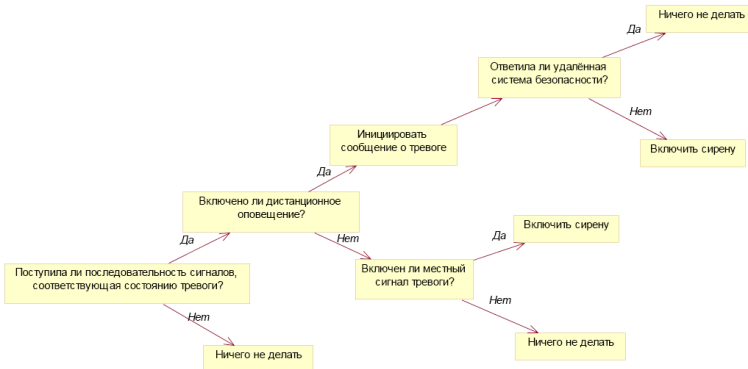 Ничего не делать
Да
Ответила ли удалённая
система безопасности?
Нет
Инициировать
сообщение о тревоге
Включить сирену
Да
Включено ли дистанционное
оповещение?
Включить сирену
Да
Нет
Да
Поступила ли последовательность сигналов,
соответствующая состоянию тревоги?
Включен ли местный
сигнал тревоги?
Нет
Нет
Ничего не делать
Ничего не делать